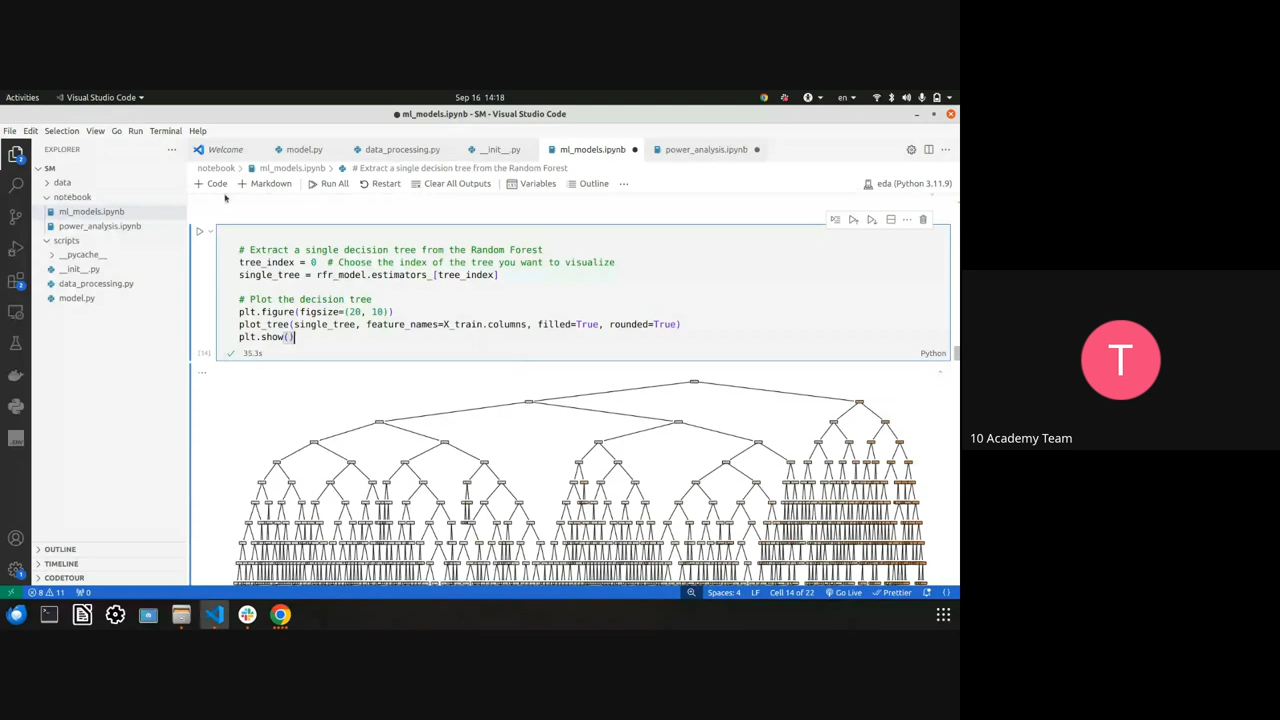 Activities
Visual Studio Code
Sep 16 14:18
en
ml_models.ipynb - SM - Visual Studio Code
File Edit Selection View Go Run Terminal Help
EXPLORER
Welcome
model.py
data_processing.py
__init__.py
ml_models.ipynb
power_analysis.ipynb
SM
notebook > ml_models.ipynb > # Extract a single decision tree from the Random Forest
data
+ Code + Markdown Run All Restart Clear All Outputs Variables Outline ...
eda (Python 3.11.9)
notebook
ml_models.ipynb
power_analysis.ipynb
scripts
__pycache__
__init__.py
data_processing.py
model.py
# Extract a single decision tree from the Random Forest
tree_index = 0  # Choose the index of the tree you want to visualize
single_tree = rfr_model.estimators_[tree_index]
# Plot the decision tree
plt.figure(figsize=(20, 10))
plot_tree(single_tree, feature_names=X_train.columns, filled=True, rounded=True)
plt.show()
[14]
35.3s
Python
OUTLINE
TIMELINE
CODETOUR
8 11 0
Spaces: 4 LF Cell 14 of 22 Go Live Prettier
T
10 Academy Team